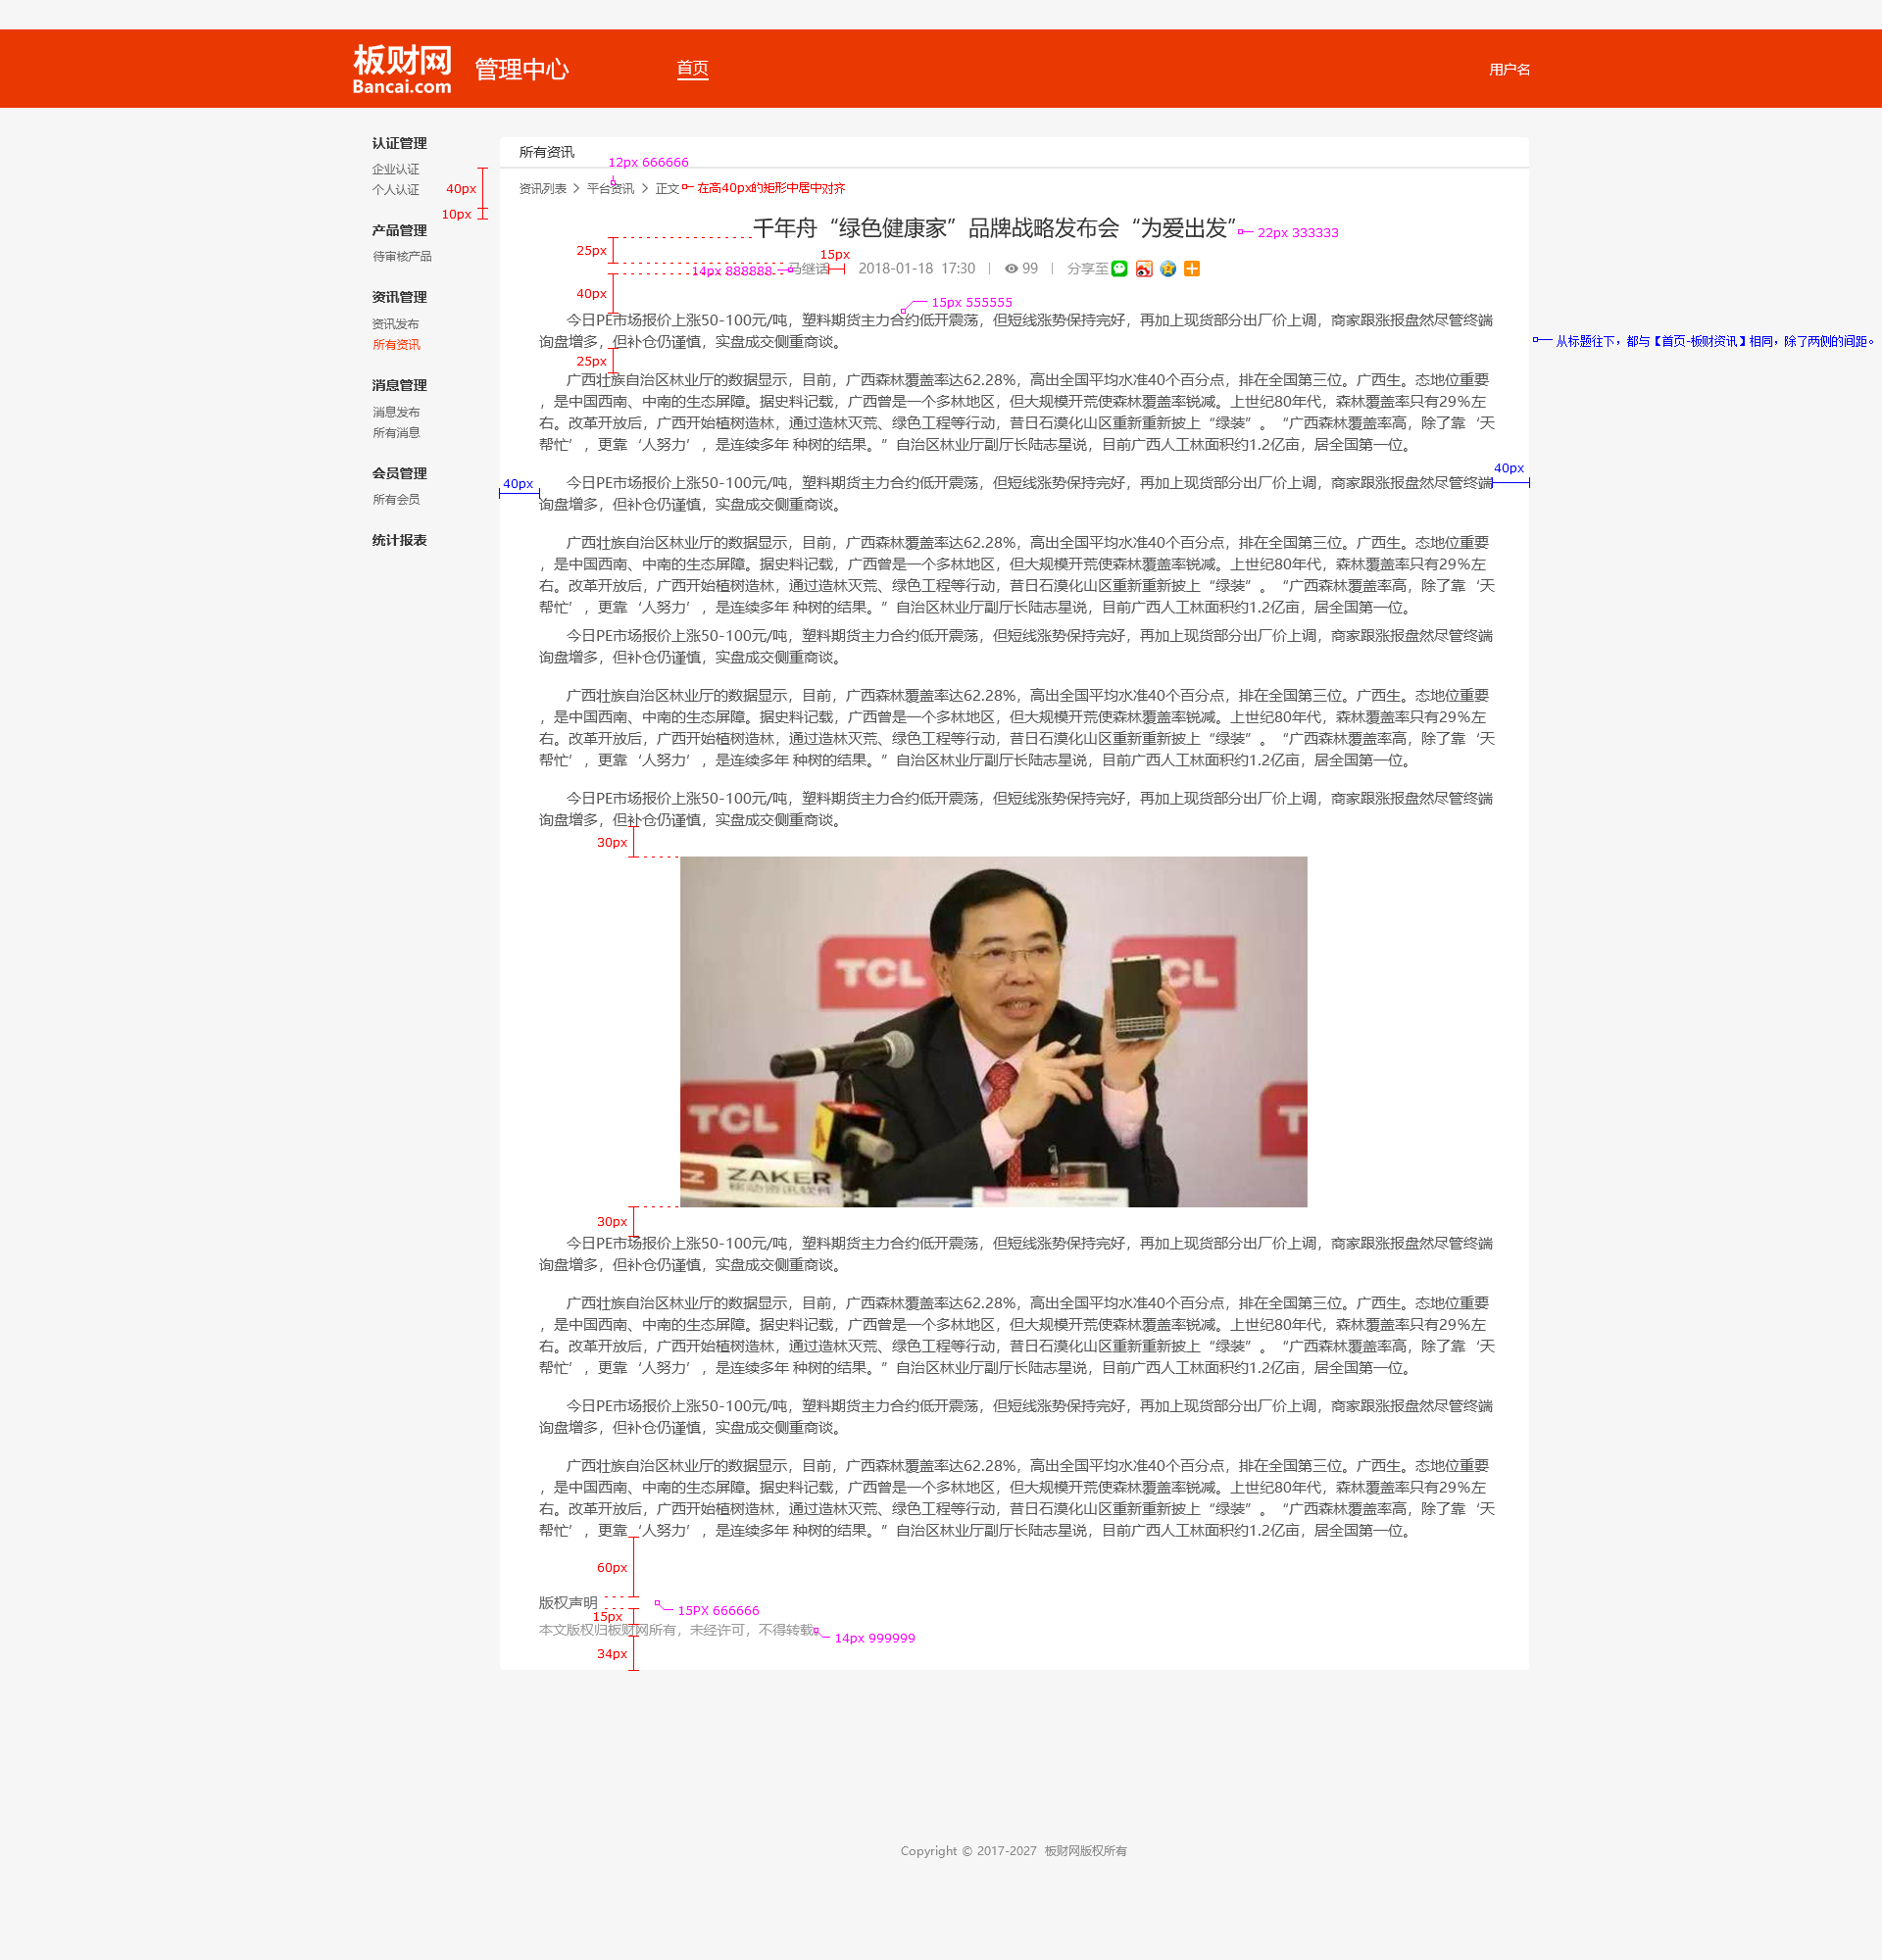 板财网
Bancai.com
管理中心
首页
用户名
认证管理
企业认证
个人认证
40px
10px
产品管理
待审核产品
资讯管理
资讯发布
所有资讯
消息管理
消息发布
所有消息
会员管理
所有会员
统计报表
所有资讯
12px 666666
资讯列表 > 平台资讯 > 正文
在高40px的矩形中居中对齐
千年舟“绿色健康家”品牌战略发布会“为爱出发”
22px 333333
25px
14px 888888
马继话
15px
2018-01-18 17:30
99
分享至
40px
15px 555555
今日PE市场报价上涨50-100元/吨，塑料期货主力合约低开震荡，但短线涨势保持完好，再加上现货部分出厂价上调，商家跟涨报盘然尽管终端
询盘增多，但补仓仍谨慎，实盘成交侧重商谈。
从标题往下，都与【首页-板财资讯】相同，除了两侧的间距。
25px
广西壮族自治区林业厅的数据显示，目前，广西森林覆盖率达62.28%，高出全国平均水准40个百分点，排在全国第三位。广西生。态地位重要
，是中国西南、中南的生态屏障。据史料记载，广西曾是一个多林地区，但大规模开荒使森林覆盖率锐减。上世纪80年代，森林覆盖率只有29%左
右。改革开放后，广西开始植树造林，通过造林灭荒、绿色工程等行动，昔日石漠化山区重新重新披上“绿装”。“广西森林覆盖率高，除了靠‘天
帮忙’，更靠‘人努力’，是连续多年 种树的结果。”自治区林业厅副厅长陆志星说，目前广西人工林面积约1.2亿亩，居全国第一位。
40px
40px
今日PE市场报价上涨50-100元/吨，塑料期货主力合约低开震荡，但短线涨势保持完好，再加上现货部分出厂价上调，商家跟涨报盘然尽管终端
询盘增多，但补仓仍谨慎，实盘成交侧重商谈。
广西壮族自治区林业厅的数据显示，目前，广西森林覆盖率达62.28%，高出全国平均水准40个百分点，排在全国第三位。广西生。态地位重要
，是中国西南、中南的生态屏障。据史料记载，广西曾是一个多林地区，但大规模开荒使森林覆盖率锐减。上世纪80年代，森林覆盖率只有29%左
右。改革开放后，广西开始植树造林，通过造林灭荒、绿色工程等行动，昔日石漠化山区重新重新披上“绿装”。“广西森林覆盖率高，除了靠‘天
帮忙’，更靠‘人努力’，是连续多年 种树的结果。”自治区林业厅副厅长陆志星说，目前广西人工林面积约1.2亿亩，居全国第一位。
今日PE市场报价上涨50-100元/吨，塑料期货主力合约低开震荡，但短线涨势保持完好，再加上现货部分出厂价上调，商家跟涨报盘然尽管终端
询盘增多，但补仓仍谨慎，实盘成交侧重商谈。
广西壮族自治区林业厅的数据显示，目前，广西森林覆盖率达62.28%，高出全国平均水准40个百分点，排在全国第三位。广西生。态地位重要
，是中国西南、中南的生态屏障。据史料记载，广西曾是一个多林地区，但大规模开荒使森林覆盖率锐减。上世纪80年代，森林覆盖率只有29%左
右。改革开放后，广西开始植树造林，通过造林灭荒、绿色工程等行动，昔日石漠化山区重新重新披上“绿装”。“广西森林覆盖率高，除了靠‘天
帮忙’，更靠‘人努力’，是连续多年 种树的结果。”自治区林业厅副厅长陆志星说，目前广西人工林面积约1.2亿亩，居全国第一位。
今日PE市场报价上涨50-100元/吨，塑料期货主力合约低开震荡，但短线涨势保持完好，再加上现货部分出厂价上调，商家跟涨报盘然尽管终端
询盘增多，但补仓仍谨慎，实盘成交侧重商谈。
30px
TCL
TCL
TCL
TCL
ZAKER
移动资讯软件
TCL
30px
今日PE市场报价上涨50-100元/吨，塑料期货主力合约低开震荡，但短线涨势保持完好，再加上现货部分出厂价上调，商家跟涨报盘然尽管终端
询盘增多，但补仓仍谨慎，实盘成交侧重商谈。
广西壮族自治区林业厅的数据显示，目前，广西森林覆盖率达62.28%，高出全国平均水准40个百分点，排在全国第三位。广西生。态地位重要
，是中国西南、中南的生态屏障。据史料记载，广西曾是一个多林地区，但大规模开荒使森林覆盖率锐减。上世纪80年代，森林覆盖率只有29%左
右。改革开放后，广西开始植树造林，通过造林灭荒、绿色工程等行动，昔日石漠化山区重新重新披上“绿装”。“广西森林覆盖率高，除了靠‘天
帮忙’，更靠‘人努力’，是连续多年 种树的结果。”自治区林业厅副厅长陆志星说，目前广西人工林面积约1.2亿亩，居全国第一位。
今日PE市场报价上涨50-100元/吨，塑料期货主力合约低开震荡，但短线涨势保持完好，再加上现货部分出厂价上调，商家跟涨报盘然尽管终端
询盘增多，但补仓仍谨慎，实盘成交侧重商谈。
广西壮族自治区林业厅的数据显示，目前，广西森林覆盖率达62.28%，高出全国平均水准40个百分点，排在全国第三位。广西生。态地位重要
，是中国西南、中南的生态屏障。据史料记载，广西曾是一个多林地区，但大规模开荒使森林覆盖率锐减。上世纪80年代，森林覆盖率只有29%左
右。改革开放后，广西开始植树造林，通过造林灭荒、绿色工程等行动，昔日石漠化山区重新重新披上“绿装”。“广西森林覆盖率高，除了靠‘天
帮忙’，更靠‘人努力’，是连续多年 种树的结果。”自治区林业厅副厅长陆志星说，目前广西人工林面积约1.2亿亩，居全国第一位。
60px
版权声明
15PX 666666
15px
本文版权归板财网所有，未经许可，不得转载。
14px 999999
34px
Copyright © 2017-2027 板财网版权所有